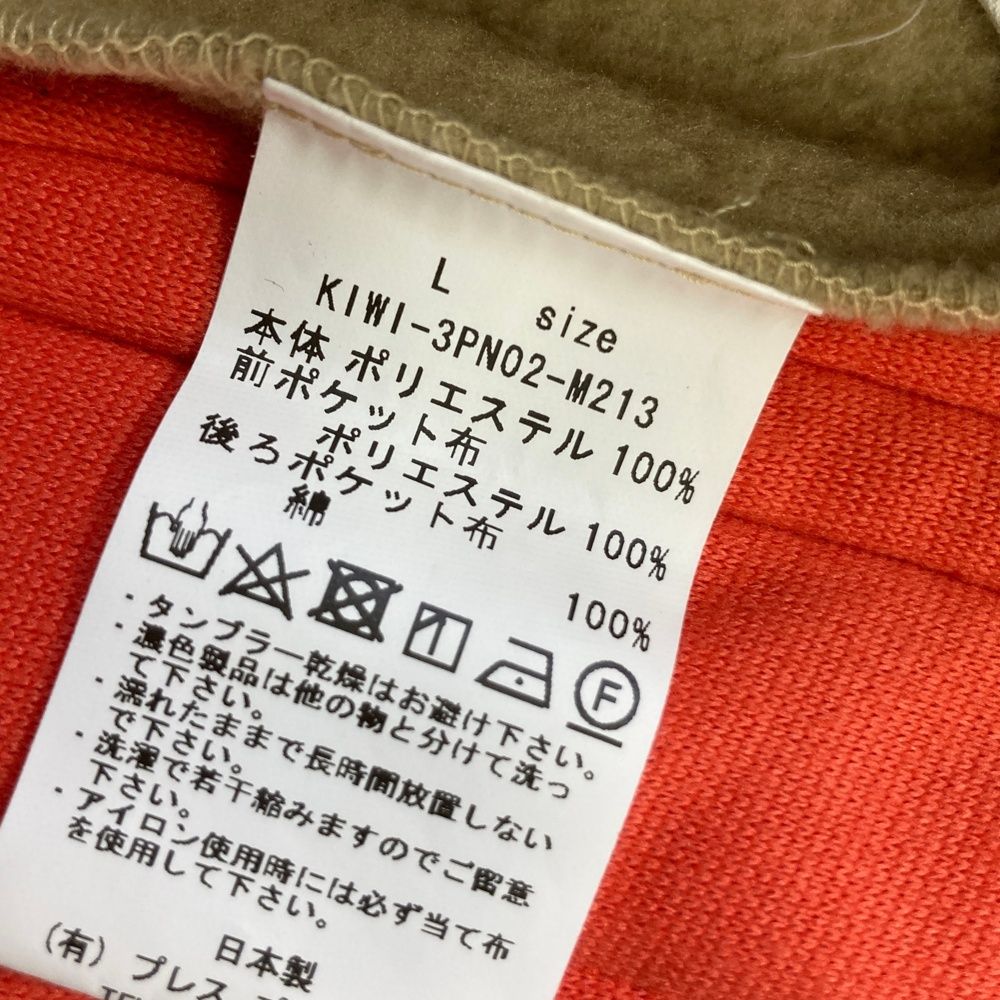 L size
KIWI-3PN02-M213
本体 ポリエステル 100%
前ポケット布
ポリエステル 100%
後ろポケット布
綿 100%
F
・タンブラー乾燥はお避け下さい。
・濃色製品は他の物と分けて洗っ
て下さい。
・濡れたままで長時間放置しない
で下さい。
・洗濯で若干縮みますのでご留意
下さい。
・アイロン使用時には必ず当て布
を使用して下さい。
日本製
(有) プレス